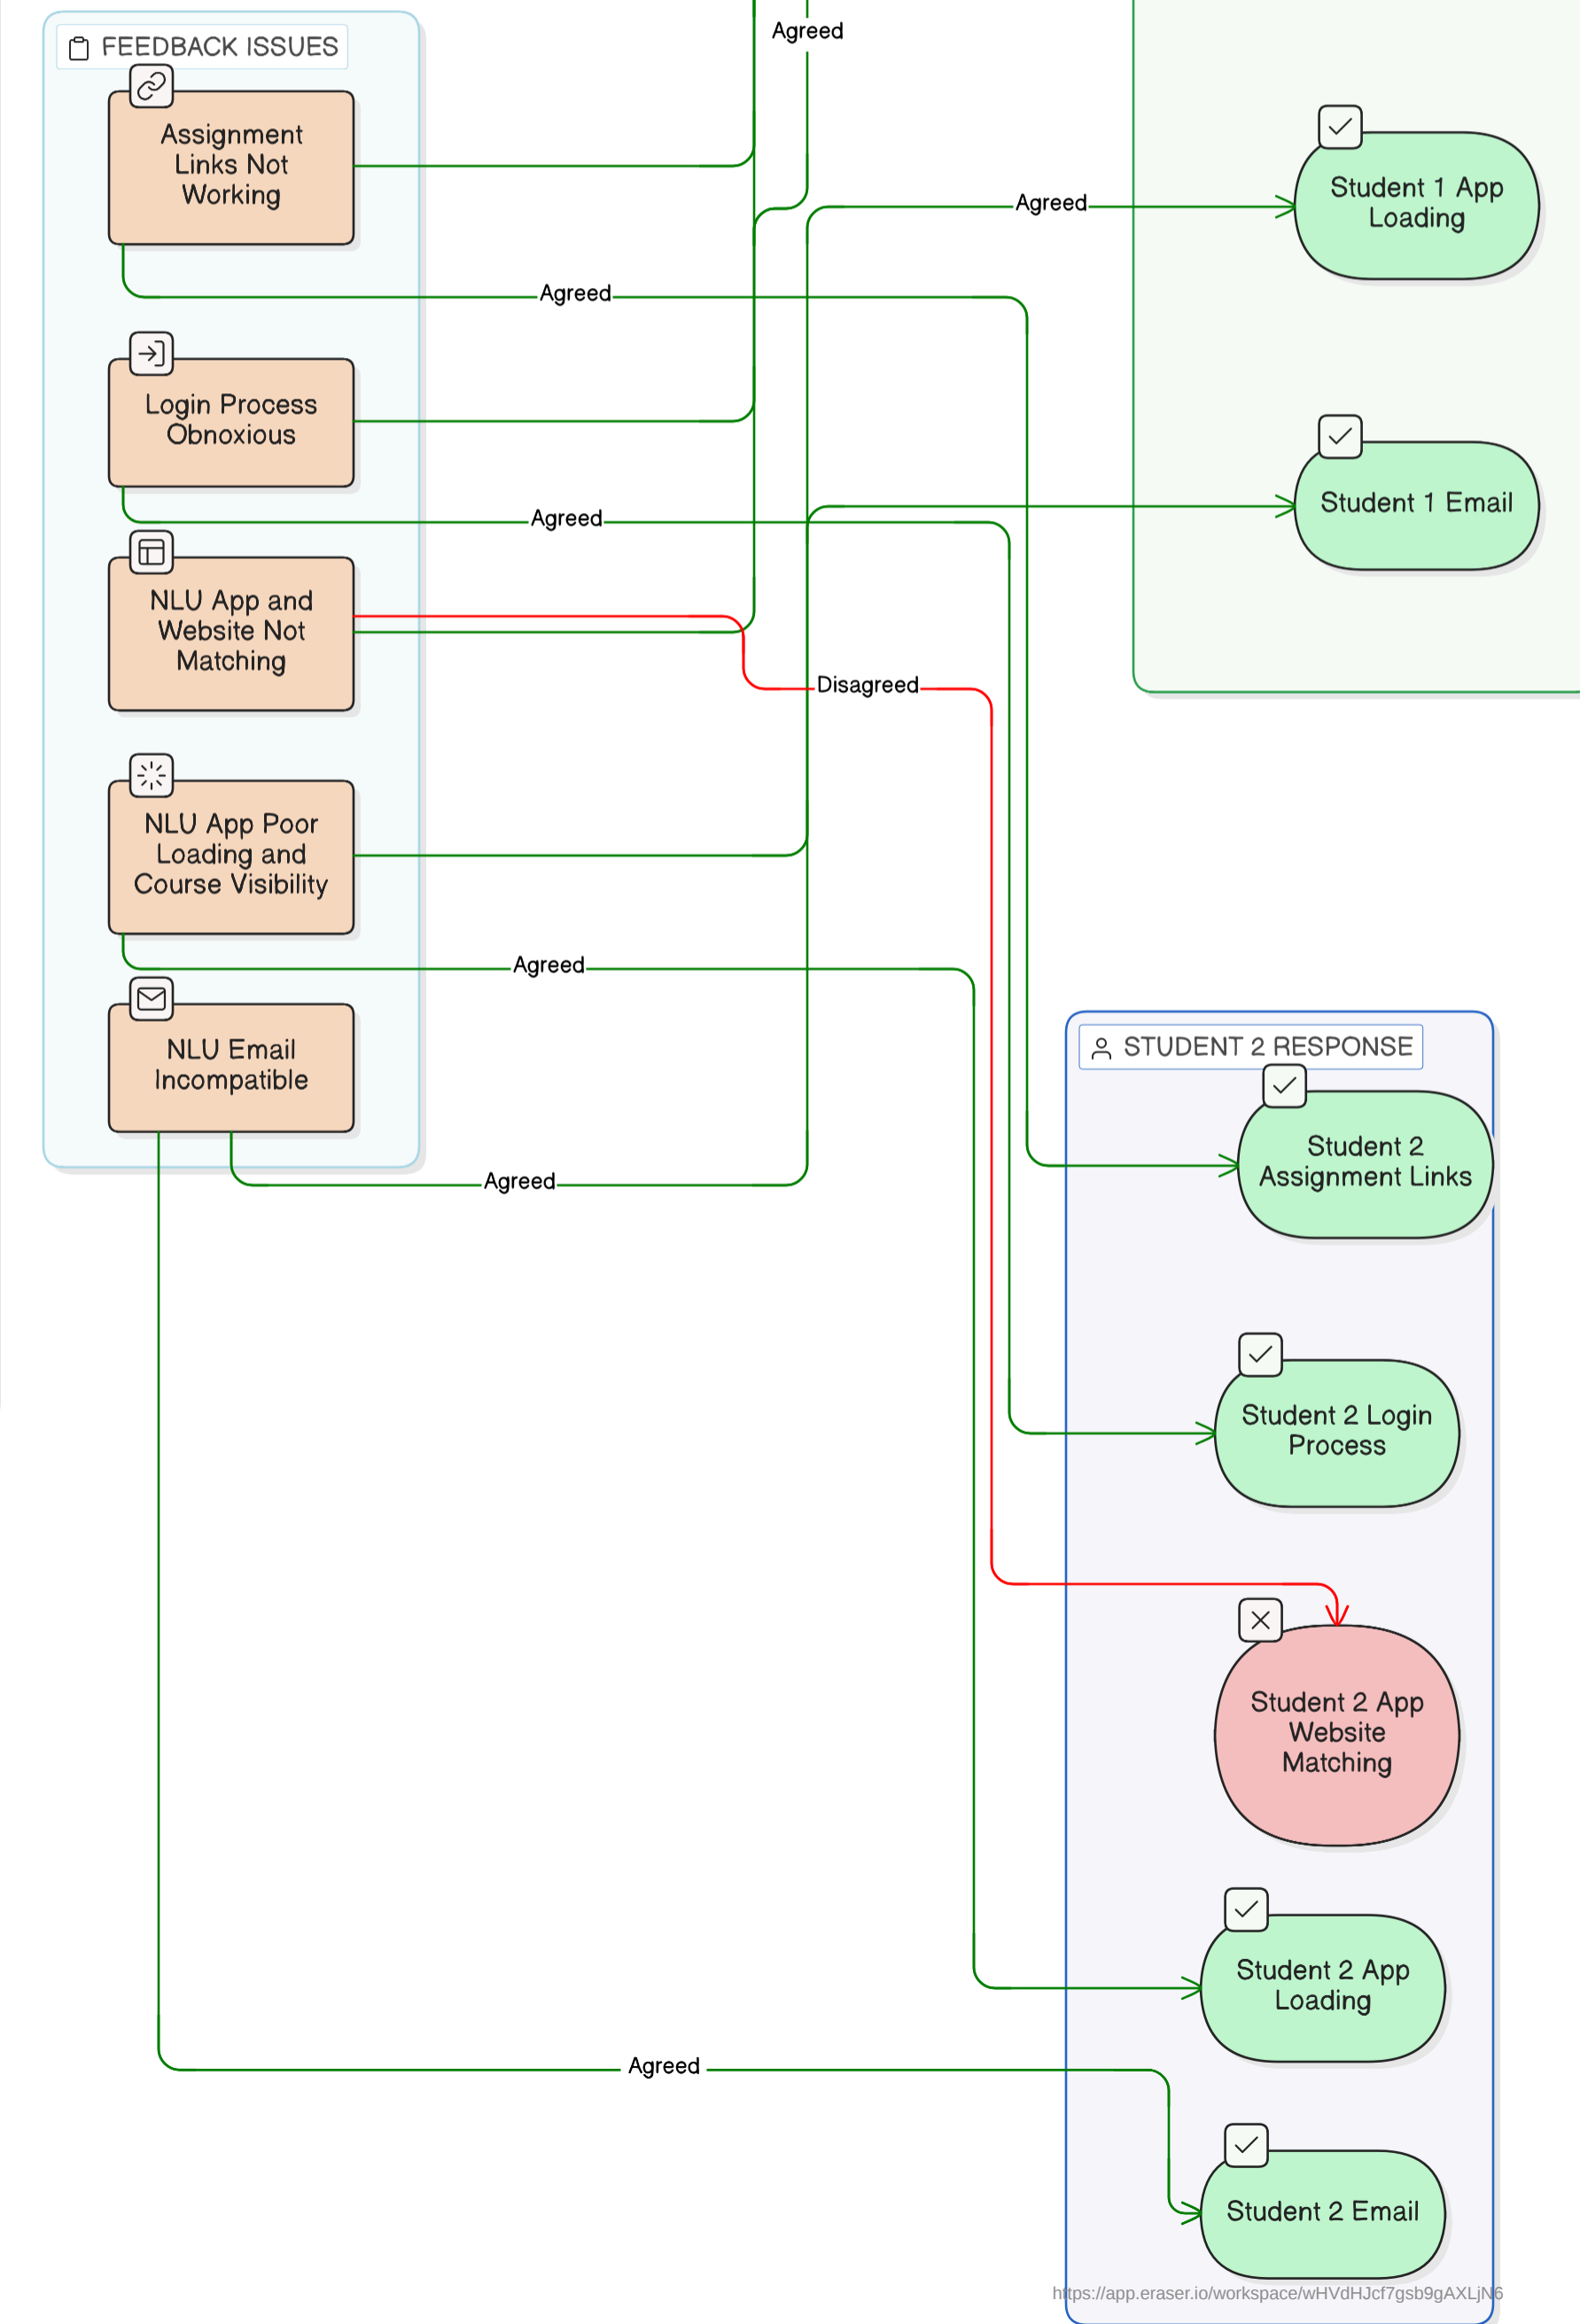 FEEDBACK ISSUES
Assignment
Links Not
Working
Login Process
Obnoxious
NLU App and
Website Not
Matching
NLU App Poor
Loading and
Course Visibility
NLU Email
Incompatible
Agreed
Agreed
Agreed
Agreed
Disagreed
Agreed
Agreed
Agreed
Student 1 App
Loading
Student 1 Email
STUDENT 2 RESPONSE
Student 2
Assignment Links
Student 2 Login
Process
Student 2 App
Website
Matching
Student 2 App
Loading
Student 2 Email
https://app.eraser.io/workspace/wHVdHJcf7gsb9gAXLjN6